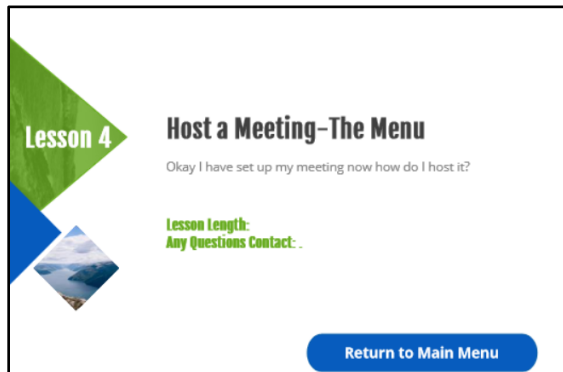 Lesson 4
Host a Meeting-The Menu
Okay I have set up my meeting now how do I host it?
Lesson Length:
Any Questions Contact: .
Return to Main Menu